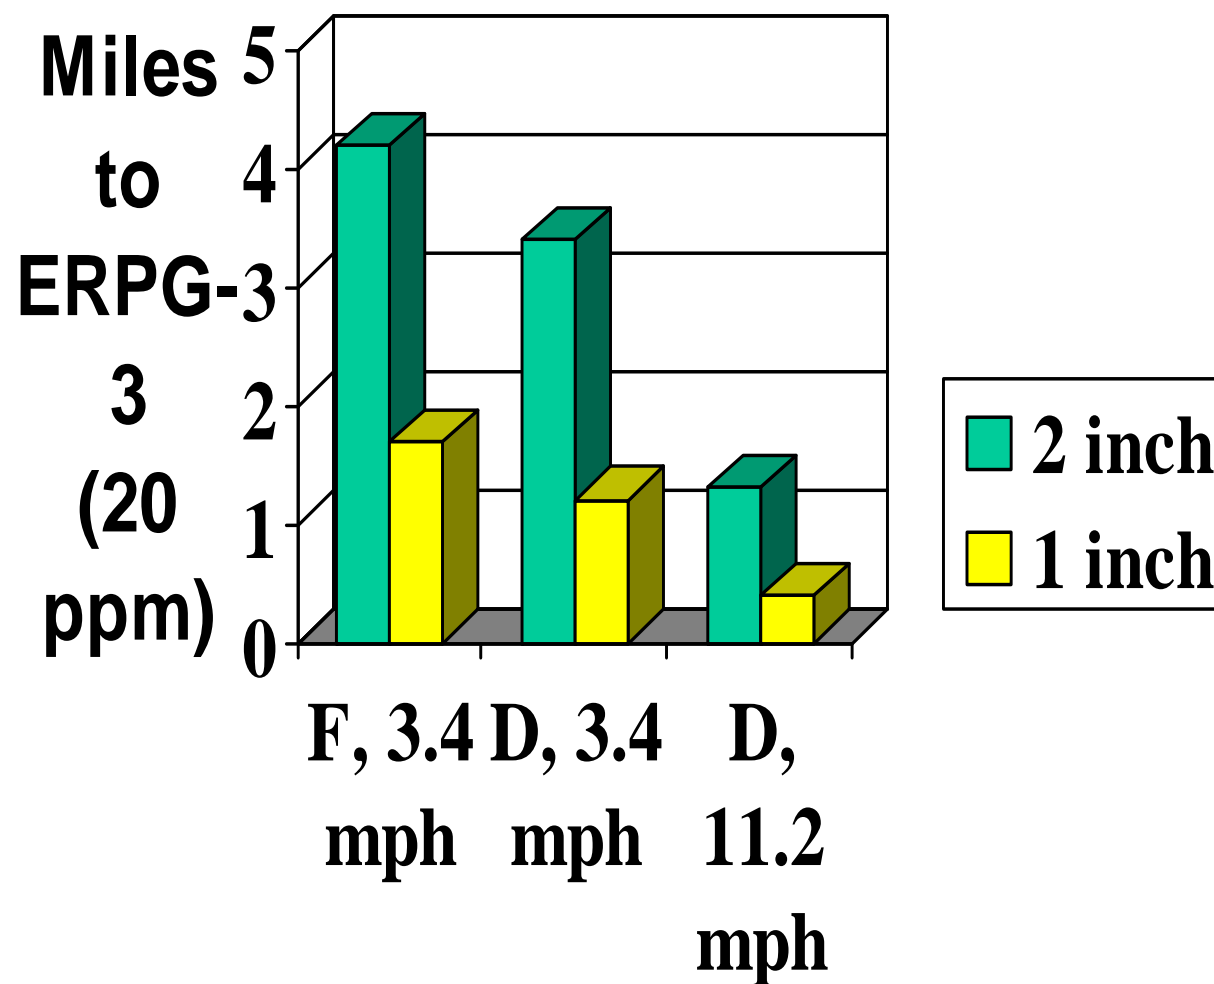 Miles
to
ERPG-
3
(20
ppm)
5
4
3
2
1
0
F, 3.4
mph
D, 3.4
mph
D,
11.2
mph
2 inch
1 inch